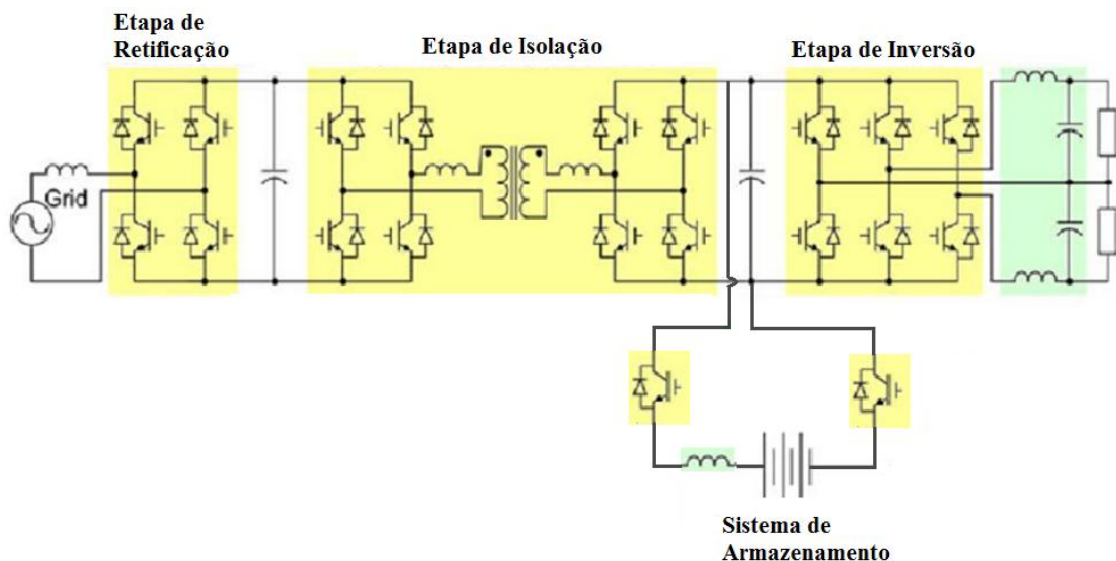 Etapa de
Retificação
Etapa de Isolação
Etapa de Inversão
Grid
Sistema de
Armazenamento